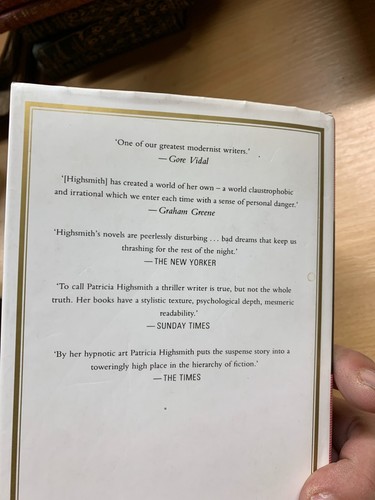 'One of our greatest modernist writers.'
— Gore Vidal
'[Highsmith] has created a world of her own – a world claustrophobic
and irrational which we enter each time with a sense of personal danger.'
— Graham Greene
'Highsmith's novels are peerlessly disturbing ... bad dreams that keep us
thrashing for the rest of the night.'
— THE NEW YORKER
'To call Patricia Highsmith a thriller writer is true, but not the whole
truth. Her books have a stylistic texture, psychological depth, mesmeric
readability.'
— SUNDAY TIMES
'By her hypnotic art Patricia Highsmith puts the suspense story into a
toweringly high place in the hierarchy of fiction.'
— THE TIMES